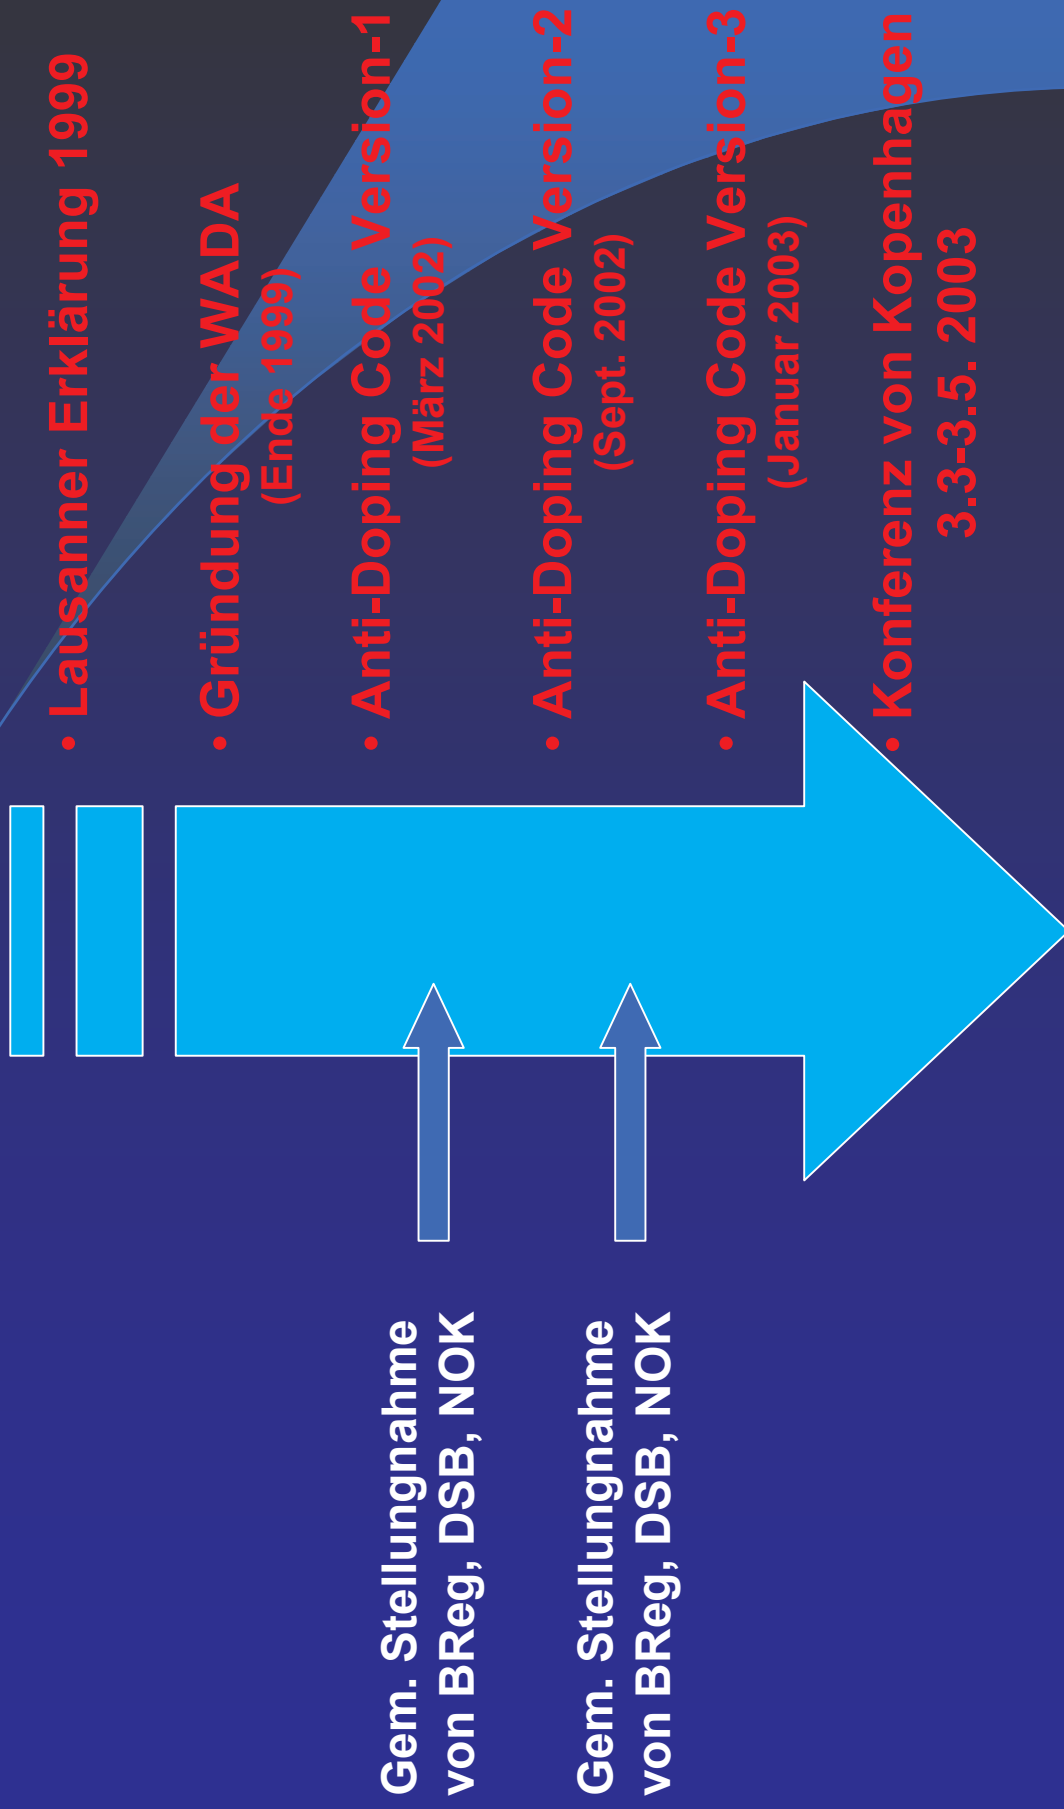 • Lausanner Erklärung 1999
• Gründung der WADA
(Ende 1999)
• Anti-Doping Code Version-1
(März 2002)
• Anti-Doping Code Version-2
(Sept. 2002)
• Anti-Doping Code Version-3
(Januar 2003)
• Konferenz von Kopenhagen
3.3-3.5. 2003
Gem. Stellungnahme
von BReg, DSB, NOK
Gem. Stellungnahme
von BReg, DSB, NOK